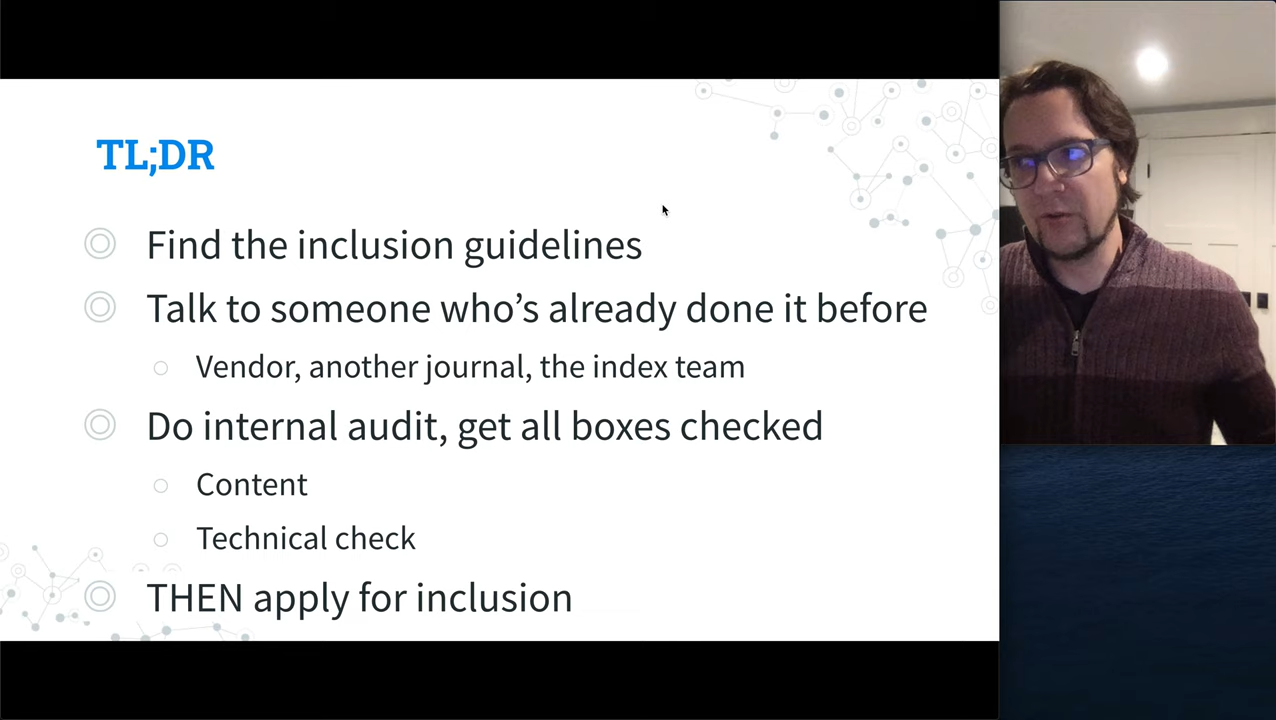 TL;DR
Find the inclusion guidelines
Talk to someone who’s already done it before
Vendor, another journal, the index team
Do internal audit, get all boxes checked
Content
Technical check
THEN apply for inclusion